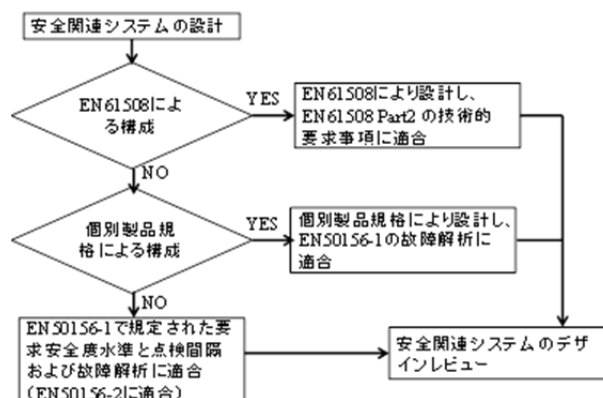 安全関連システムの設計
EN61508によ
る構成
YES
EN61508により設計し、
EN61508 Part2 の技術的
要求事項に適合
NO
個別製品規
格による構成
YES
個別製品規格により設計し、
EN50156-1の故障解析に
適合
NO
EN50156-1で規定された要
求安全度水準と点検間隔
および故障解析に適合
(EN50156-2に適合)
安全関連システムのデザ
インレビュー